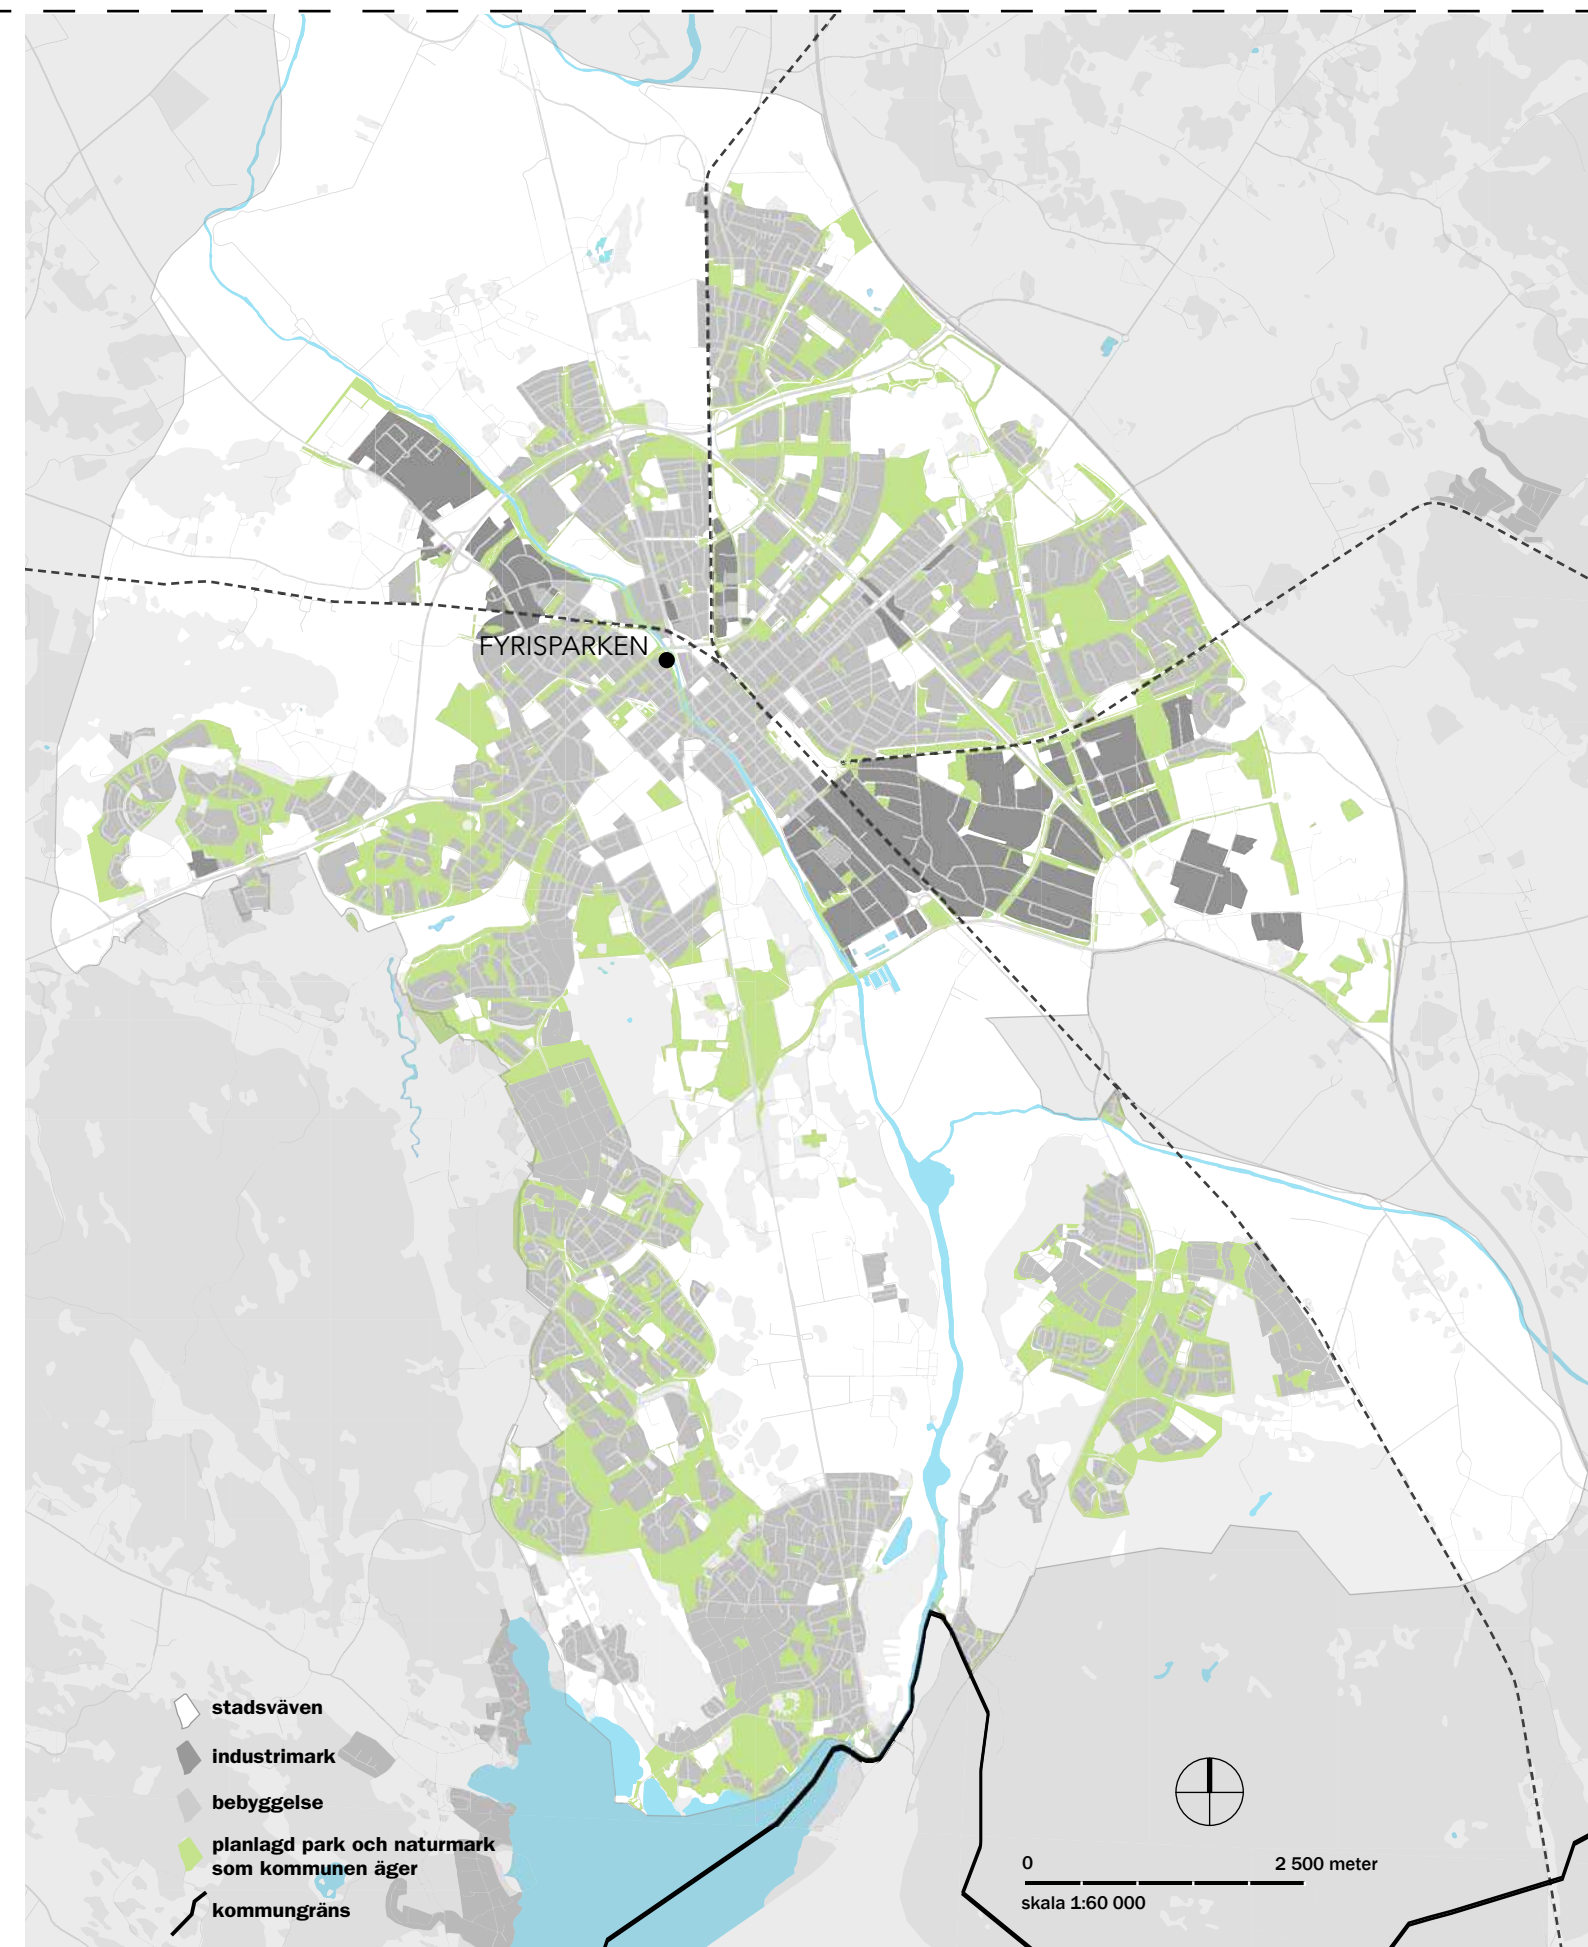 FYRISPARKEN
stadsväven
industrimark
bebyggelse
planlagd park och naturmark
som kommunen äger
kommungräns
0 2 500 meter
skala 1:60 000